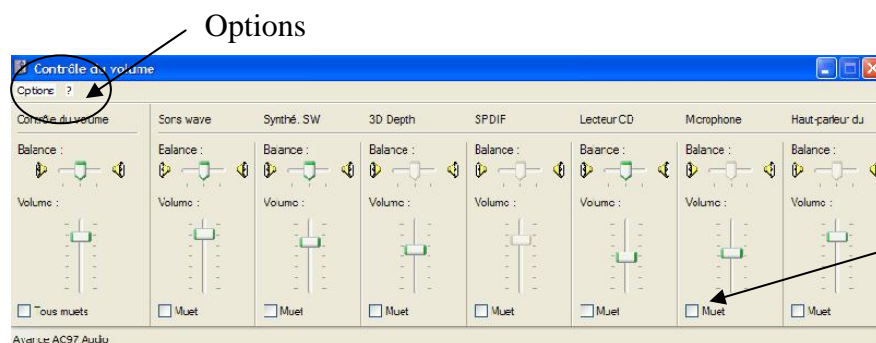 Options
Contrôle du volume
Options ?
Contrôle du volume Sons wave Synthé. SW 3D Depth SPDIF Lecteur CD Microphone Haut-parleur du
Balance : Balance : Balance : Balance : Balance : Balance : Balance : Balance :
Volume : Volume : Volume : Volume : Volume : Volume : Volume : Volume :
Tous muets Muet Muet Muet Muet Muet Muet Muet
Avance AC97 Audio